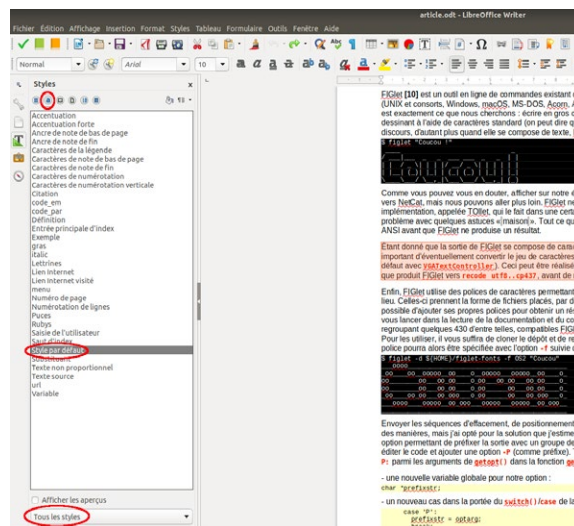 article.odt - LibreOffice Writer
Fichier Édition Affichage Insertion Format Styles Tableau Formulaire Outils Fenêtre Aide
Normal
Arial
10
Styles
Accentuation
Accentuation forte
Ancre de note de bas de page
Ancre de note de fin
Caractères de la légende
Caractères de note de bas de page
Caractères de note de fin
Caractères de numérotation
Caractères de numérotation verticale
Citation
code_em
code_par
Définition
Entrée principale d'index
Exemple
gras
italic
Lettrines
Lien Internet
Lien Internet visité
menu
Numéro de page
Numérotation de lignes
Puces
Rubys
Saisie de l'utilisateur
Saut d'index
Style par défaut
Substituant
Texte non proportionnel
Texte source
url
Variable
Afficher les aperçus
Tous les styles
FIGlet [10] est un outil en ligne de commandes existant
(UNIX et consorts, Windows, macOS, MS-DOS, Acorn, A
est exactement ce que nous cherchons : écrire en gros c
dessinant à l'aide de caractères standard (on peut dire q
discours, d'autant plus quand elle se compose de texte,
$ figlet "Coucou !"
Comme vous pouvez vous en douter, afficher sur notre é
vers NetCat, mais nous pouvons aller plus loin. FIGlet ne
implémentation, appelée TOIlet, qui le fait dans une certa
problème avec quelques astuces « maison ». Tout ce qu
ANSI avant que FIGlet ne produise un résultat.
Étant donné que la sortie de FIGlet se compose de cara
important d'éventuellement convertir le jeu de caractères
défaut avec VGATextController). Ceci peut être réalisé
que produit FIGlet vers recode utf8..cp437, avant de
Enfin, FIGlet utilise des polices de caractères permettant
lieu. Celles-ci prennent la forme de fichiers placés, par d
possible d'ajouter ses propres polices pour obtenir un rés
vous lancer dans la lecture de la documentation et du co
regroupant quelques 430 d'entre telles, compatibles FIGl
Pour les utiliser, il vous suffira de cloner le dépôt et de re
police pourra alors être spécifiée avec l'option -f suivie d
$ figlet -d ${HOME}/figlet-fonts -f OS2 "Coucou"
Envoyer les séquences d'effacement, de positionnement
des manières, mais j'ai opté pour la solution que j'estime
option permettant de préfixer la sortie avec un groupe de
éditer le code et ajouter une option -P (comme préfixe). 
P: parmi les arguments de getopt() dans la fonction ge
- une nouvelle variable globale pour notre option :
char *prefixstr;
- un nouveau cas dans la portée du switch()/case de la
case 'P':
prefixstr = optarg;
break;